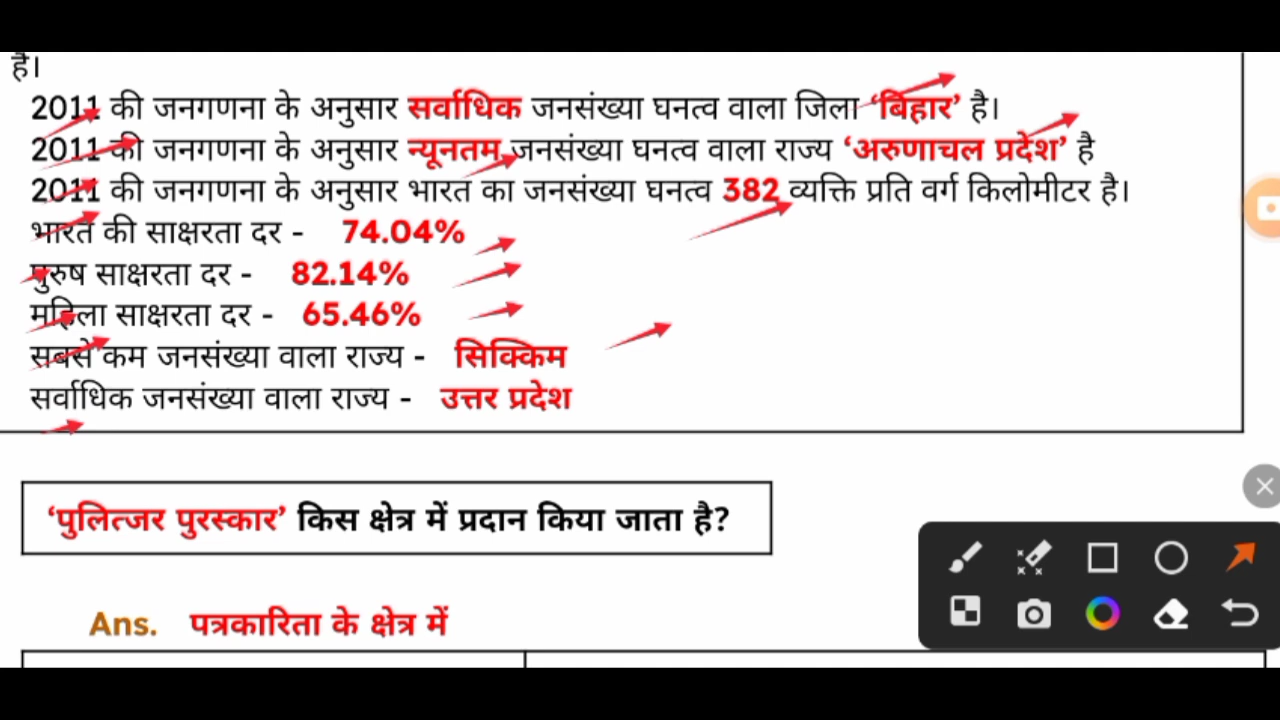 है।
2011 की जनगणना के अनुसार सर्वाधिक जनसंख्या घनत्व वाला जिला ‘बिहार’ है।
2011 की जनगणना के अनुसार न्यूनतम जनसंख्या घनत्व वाला राज्य ‘अरुणाचल प्रदेश’ है
2011 की जनगणना के अनुसार भारत का जनसंख्या घनत्व 382 व्यक्ति प्रति वर्ग किलोमीटर है।
भारत की साक्षरता दर - 74.04%
पुरुष साक्षरता दर - 82.14%
महिला साक्षरता दर - 65.46%
सबसे कम जनसंख्या वाला राज्य - सिक्किम
सर्वाधिक जनसंख्या वाला राज्य - उत्तर प्रदेश
‘पुलित्जर पुरस्कार’ किस क्षेत्र में प्रदान किया जाता है?
Ans. पत्रकारिता के क्षेत्र में